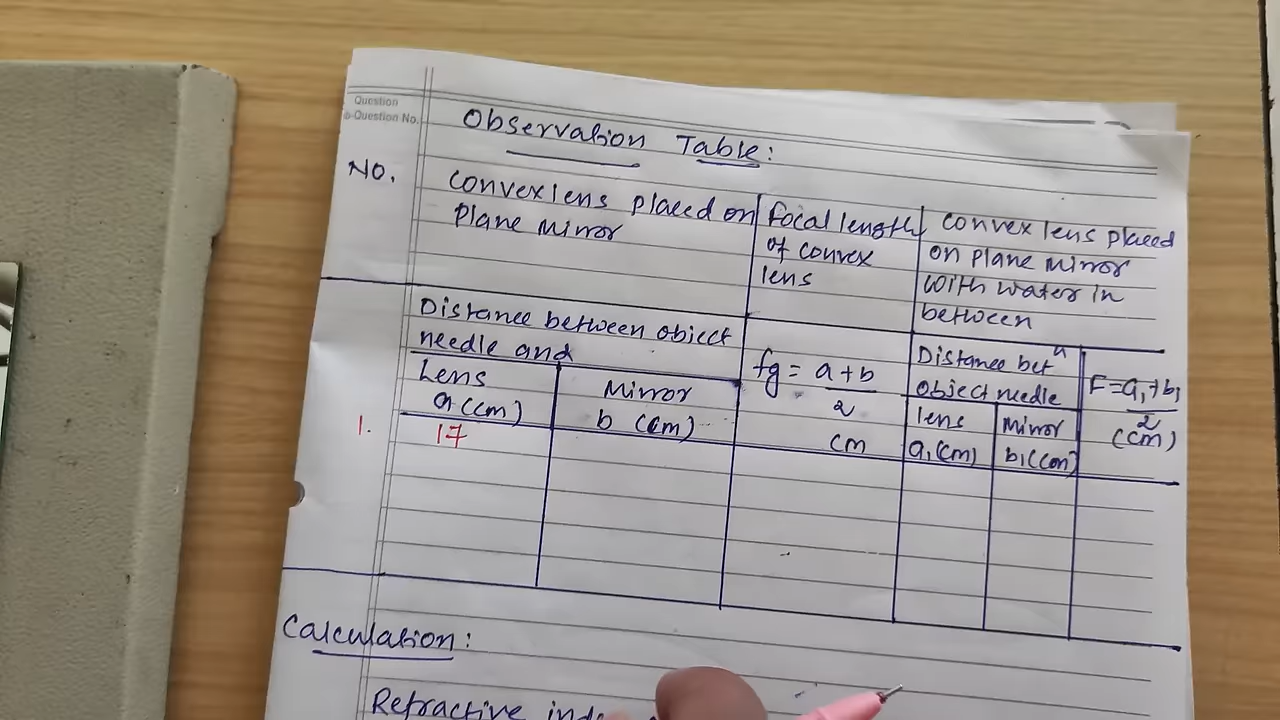 Question
o-Question No.
Observation Table:
No.
Convex lens placed on
Plane Mirror
focal length
of convex
lens
Convex lens placed
on plane mirror
with water in
between
Distance between object
needle and
Lens
a (cm)
Mirror
b (cm)
fg = a+b
2
cm
Distance betn
object needle
lens
a₁(cm)
Mirror
b₁(cm)
F = a₁+b₁
2
(cm)
1.
17
Calculation:
Refractive